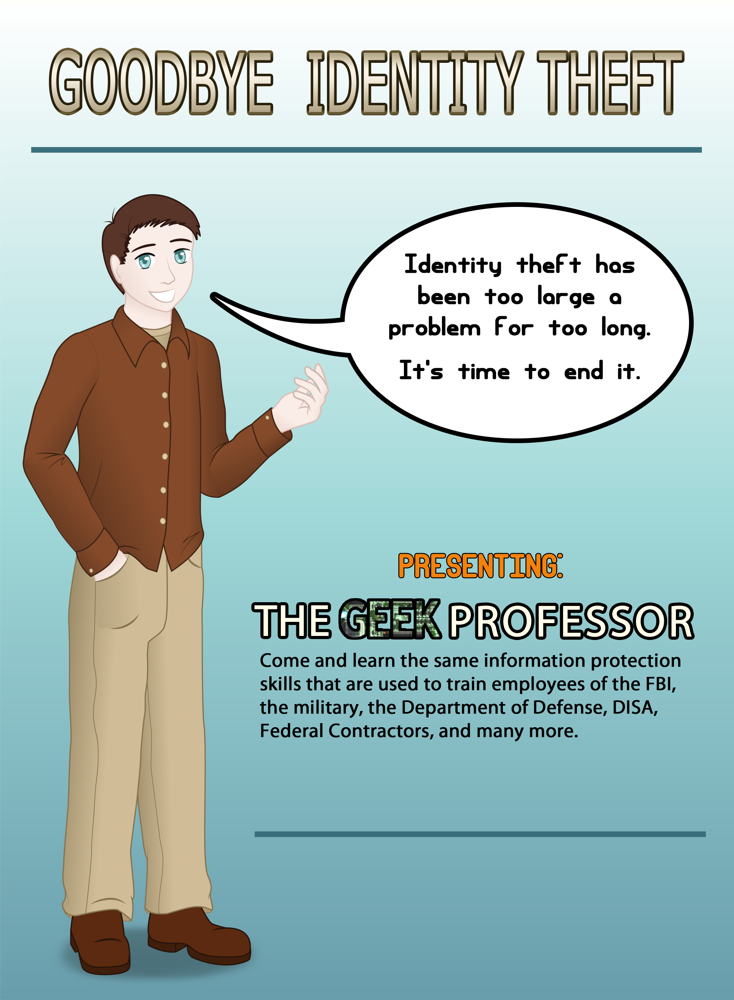 GOODBYE IDENTITY THEFT
Identity theft has
been too large a
problem for too long.
It's time to end it.
PRESENTING:
THE GEEK PROFESSOR
Come and learn the same information protection
skills that are used to train employees of the FBI,
the military, the Department of Defense, DISA,
Federal Contractors, and many more.